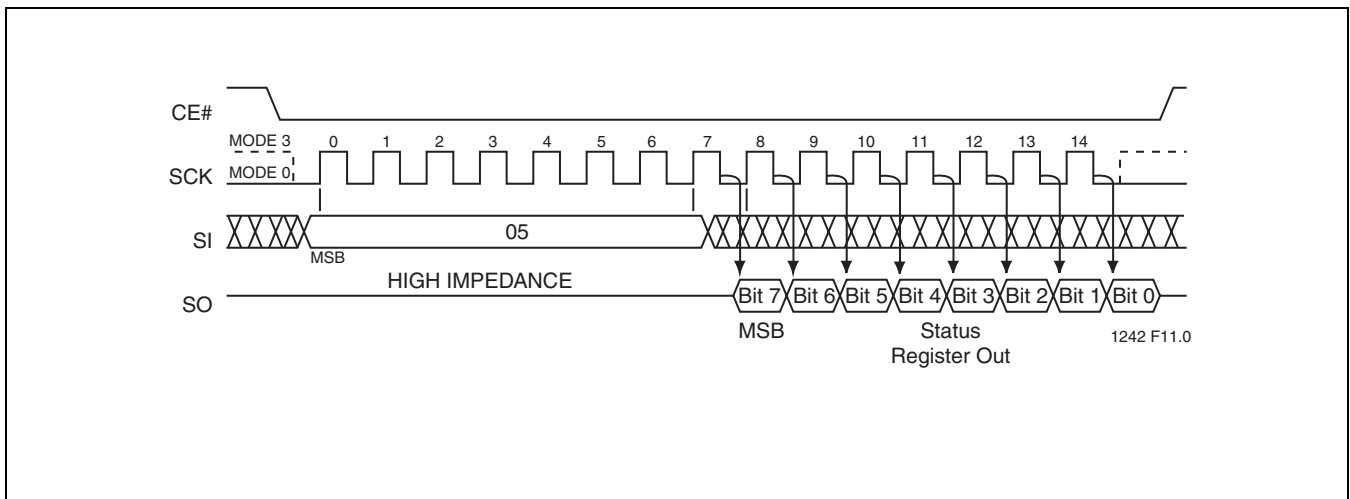 CE#
MODE 3 0 1 2 3 4 5 6 7 8 9 10 11 12 13 14
SCK MODE 0
SI 05
MSB
HIGH IMPEDANCE
SO Bit 7 Bit 6 Bit 5 Bit 4 Bit 3 Bit 2 Bit 1 Bit 0
MSB Status 1242 F11.0
Register Out